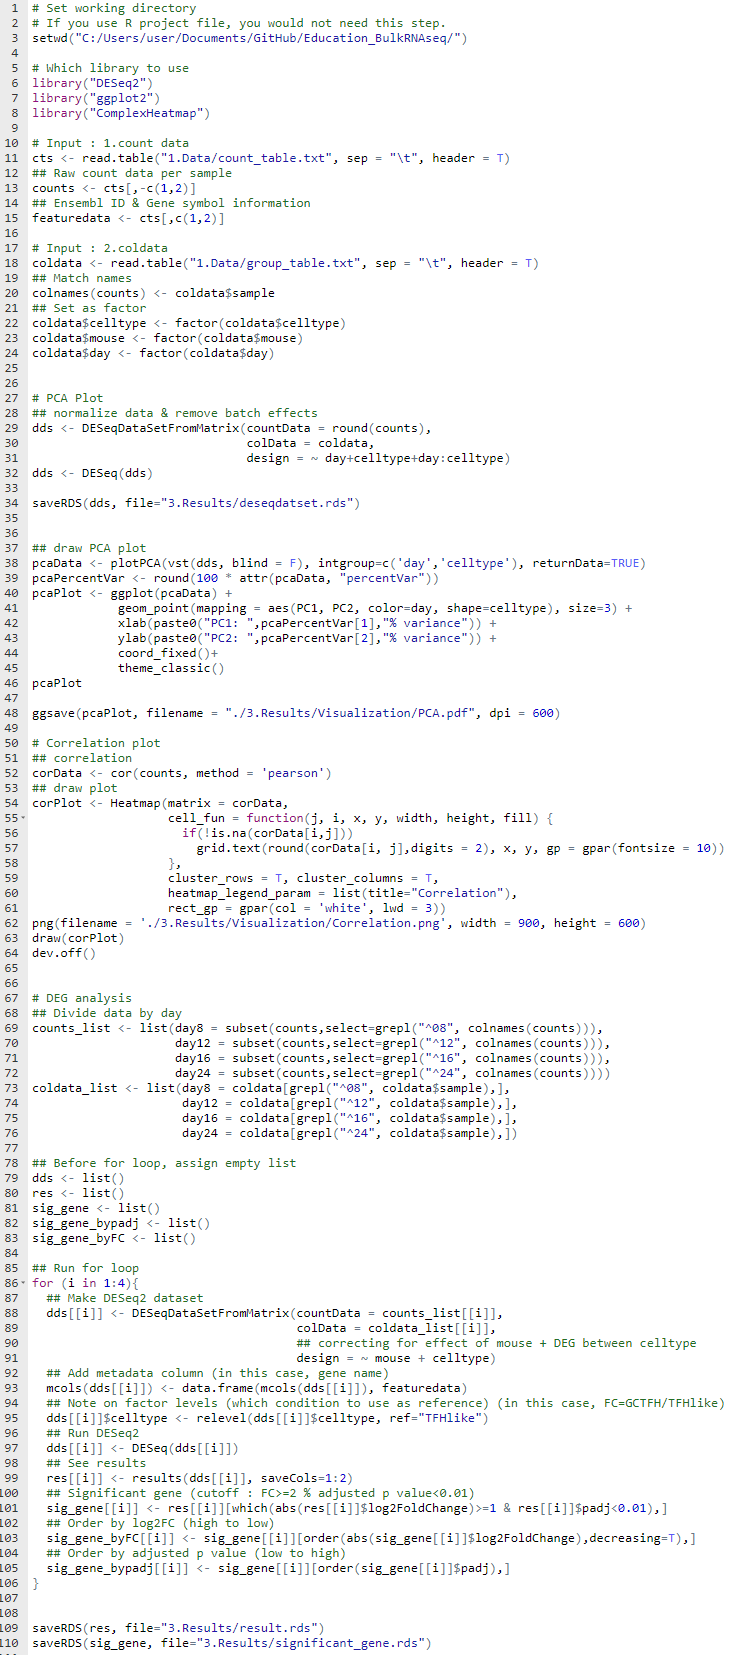 1 # Set working directory
2 # If you use R project file, you would not need this step.
3 setwd("C:/Users/user/Documents/GitHub/Education_BulkRNAseq/")
4
5 # Which library to use
6 library("DESeq2")
7 library("ggplot2")
8 library("ComplexHeatmap")
9
10 # Input : 1.count data
11 cts <- read.table("1.Data/count_table.txt", sep = "\t", header = T)
12 ## Raw count data per sample
13 counts <- cts[,-c(1,2)]
14 ## Ensembl ID & Gene symbol information
15 featuredata <- cts[,c(1,2)]
16
17 # Input : 2.coldata
18 coldata <- read.table("1.Data/group_table.txt", sep = "\t", header = T)
19 ## Match names
20 colnames(counts) <- coldata$sample
21 ## Set as factor
22 coldata$celltype <- factor(coldata$celltype)
23 coldata$mouse <- factor(coldata$mouse)
24 coldata$day <- factor(coldata$day)
25
26
27 # PCA Plot
28 ## normalize data & remove batch effects
29 dds <- DESeqDataSetFromMatrix(countData = round(counts),
30 colData = coldata,
31 design = ~ day+celltype+day:celltype)
32 dds <- DESeq(dds)
33
34 saveRDS(dds, file="3.Results/deseqdatset.rds")
35
36
37 ## draw PCA plot
38 pcaData <- plotPCA(vst(dds, blind = F), intgroup=c('day','celltype'), returnData=TRUE)
39 pcaPercentVar <- round(100 * attr(pcaData, "percentVar"))
40 pcaPlot <- ggplot(pcaData) +
41 geom_point(mapping = aes(PC1, PC2, color=day, shape=celltype), size=3) +
42 xlab(paste0("PC1: ",pcaPercentVar[1],"% variance")) +
43 ylab(paste0("PC2: ",pcaPercentVar[2],"% variance")) +
44 coord_fixed()+
45 theme_classic()
46 pcaPlot
47
48 ggsave(pcaPlot, filename = "./3.Results/Visualization/PCA.pdf", dpi = 600)
49
50 # Correlation plot
51 ## correlation
52 corData <- cor(counts, method = 'pearson')
53 ## draw plot
54 corPlot <- Heatmap(matrix = corData,
55 cell_fun = function(j, i, x, y, width, height, fill) {
56 if(!is.na(corData[i,j]))
57 grid.text(round(corData[i, j],digits = 2), x, y, gp = gpar(fontsize = 10))
58 },
59 cluster_rows = T, cluster_columns = T,
60 heatmap_legend_param = list(title="Correlation"),
61 rect_gp = gpar(col = 'white', lwd = 3))
62 png(filename = './3.Results/Visualization/Correlation.png', width = 900, height = 600)
63 draw(corPlot)
64 dev.off()
65
66
67 # DEG analysis
68 ## Divide data by day
69 counts_list <- list(day8 = subset(counts,select=grepl("^08", colnames(counts))),
70 day12 = subset(counts,select=grepl("^12", colnames(counts))),
71 day16 = subset(counts,select=grepl("^16", colnames(counts))),
72 day24 = subset(counts,select=grepl("^24", colnames(counts))))
73 coldata_list <- list(day8 = coldata[grepl("^08", coldata$sample),],
74 day12 = coldata[grepl("^12", coldata$sample),],
75 day16 = coldata[grepl("^16", coldata$sample),],
76 day24 = coldata[grepl("^24", coldata$sample),])
77
78 ## Before for loop, assign empty list
79 dds <- list()
80 res <- list()
81 sig_gene <- list()
82 sig_gene_bypadj <- list()
83 sig_gene_byFC <- list()
84
85 ## Run for loop
86 for (i in 1:4){
87 ## Make DESeq2 dataset
88 dds[[i]] <- DESeqDataSetFromMatrix(countData = counts_list[[i]],
89 colData = coldata_list[[i]],
90 ## correcting for effect of mouse + DEG between celltype
91 design = ~ mouse + celltype)
92 ## Add metadata column (in this case, gene name)
93 mcols(dds[[i]]) <- data.frame(mcols(dds[[i]]), featuredata)
94 ## Note on factor levels (which condition to use as reference) (in this case, FC=GCTFH/TFHlike)
95 dds[[i]]$celltype <- relevel(dds[[i]]$celltype, ref="TFHlike")
96 ## Run DESeq2
97 dds[[i]] <- DESeq(dds[[i]])
98 ## See results
99 res[[i]] <- results(dds[[i]], saveCols=1:2)
100 ## Significant gene (cutoff : FC>=2 % adjusted p value<0.01)
101 sig_gene[[i]] <- res[[i]][which(abs(res[[i]]$log2FoldChange)>=1 & res[[i]]$padj<0.01),]
102 ## Order by log2FC (high to low)
103 sig_gene_byFC[[i]] <- sig_gene[[i]][order(abs(sig_gene[[i]]$log2FoldChange),decreasing=T),]
104 ## Order by adjusted p value (low to high)
105 sig_gene_bypadj[[i]] <- sig_gene[[i]][order(sig_gene[[i]]$padj),]
106 }
107
108
109 saveRDS(res, file="3.Results/result.rds")
110 saveRDS(sig_gene, file="3.Results/significant_gene.rds")